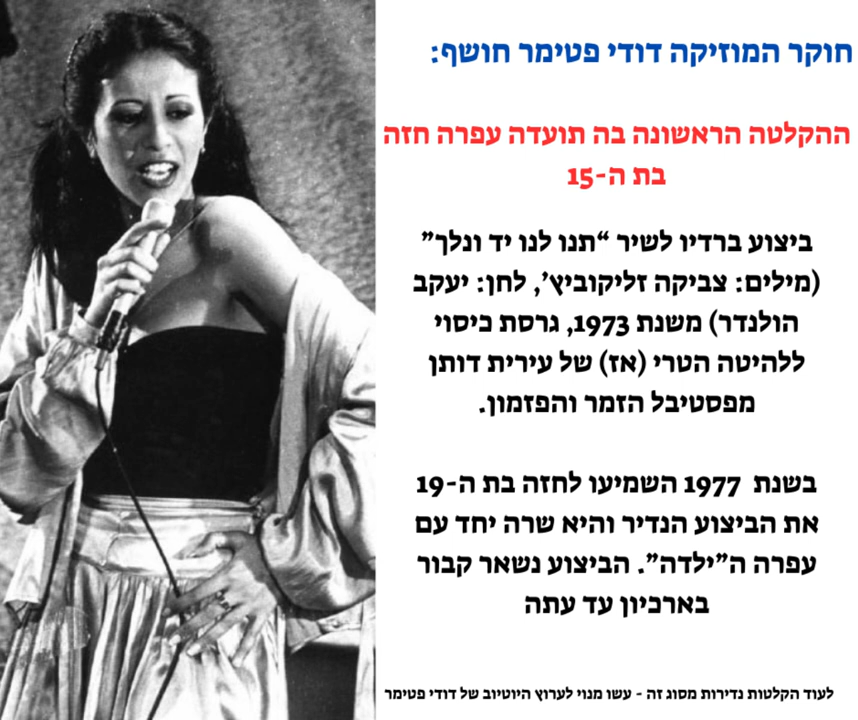 חוקר המוזיקה דודי פטימר חושף:
ההקלטה הראשונה בה תועדה עפרה חזה
בת ה-15
ביצוע ברדיו לשיר “תנו לנו יד ונלך”
(מילים: צביקה זליקוביץ’, לחן: יעקב
הולנדר) משנת 1973, גרסת כיסוי
ללהיטה הטרי (אז) של עירית דותן
מפסטיבל הזמר והפזמון.
בשנת 1977 השמיעו לחזה בת ה-19
את הביצוע הנדיר והיא שרה יחד עם
עפרה ה”ילדה”. הביצוע נשאר קבור
בארכיון עד עתה
לעוד הקלטות נדירות מסוג זה - עשו מנוי לערוץ היוטיוב של דודי פטימר